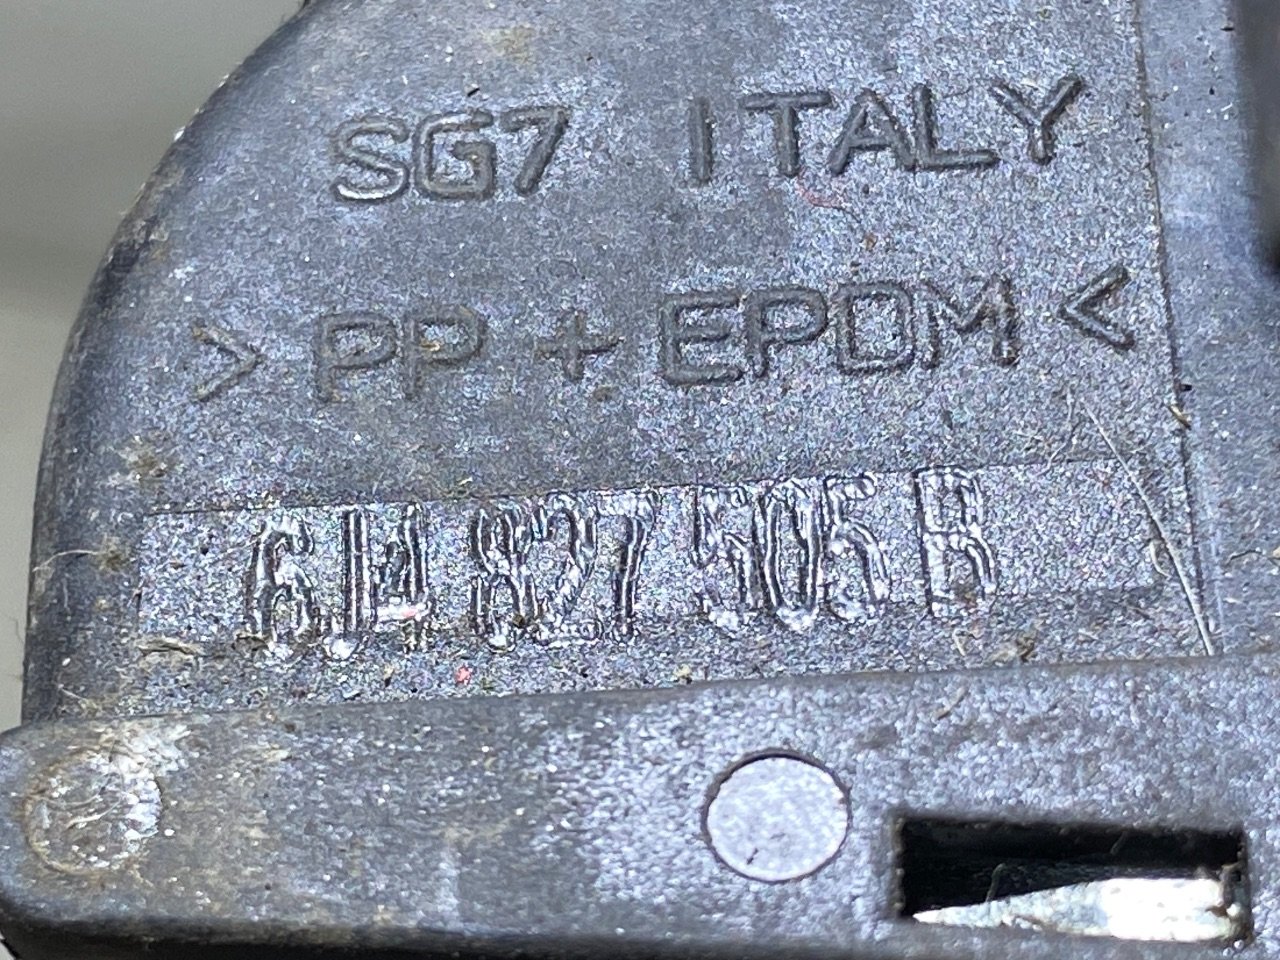 SG7 ITALY
> PP + EPDM <
6J4 827 505 B